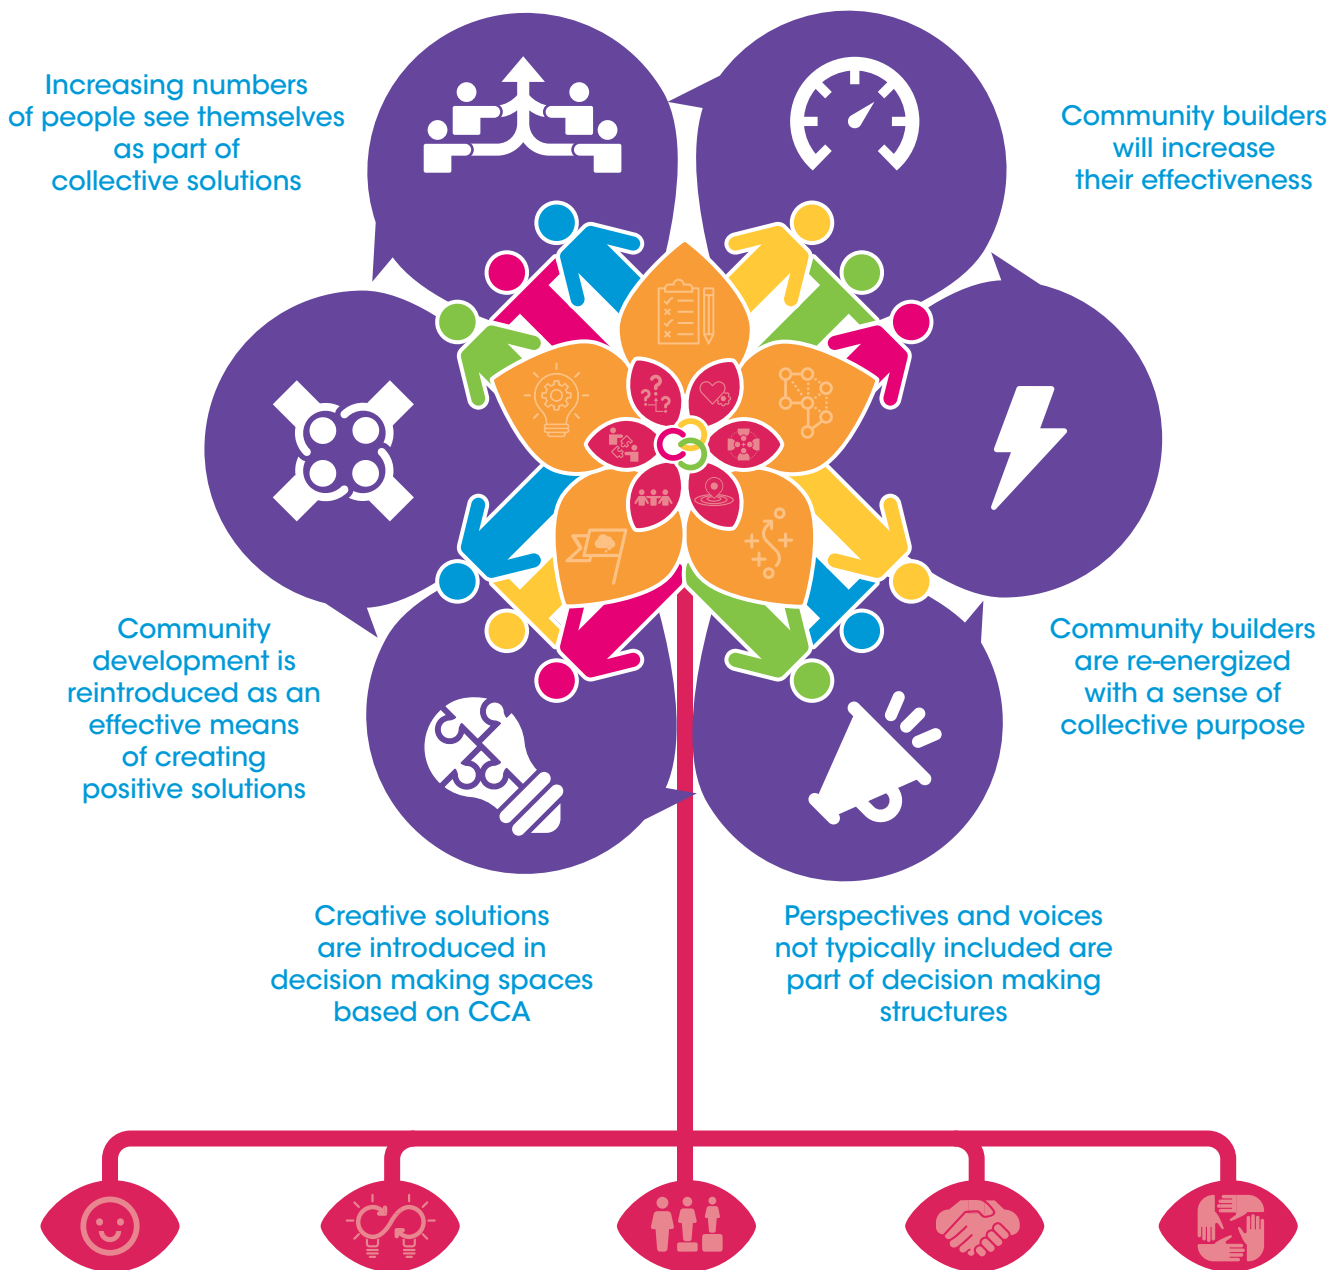 Increasing numbers
of people see themselves
as part of
collective solutions
Community builders
will increase
their effectiveness
Community
development is
reintroduced as an
effective means
of creating
positive solutions
Community builders
are re-energized
with a sense of
collective purpose
Creative solutions
are introduced in
decision making spaces
based on CCA
Perspectives and voices
not typically included are
part of decision making
structures